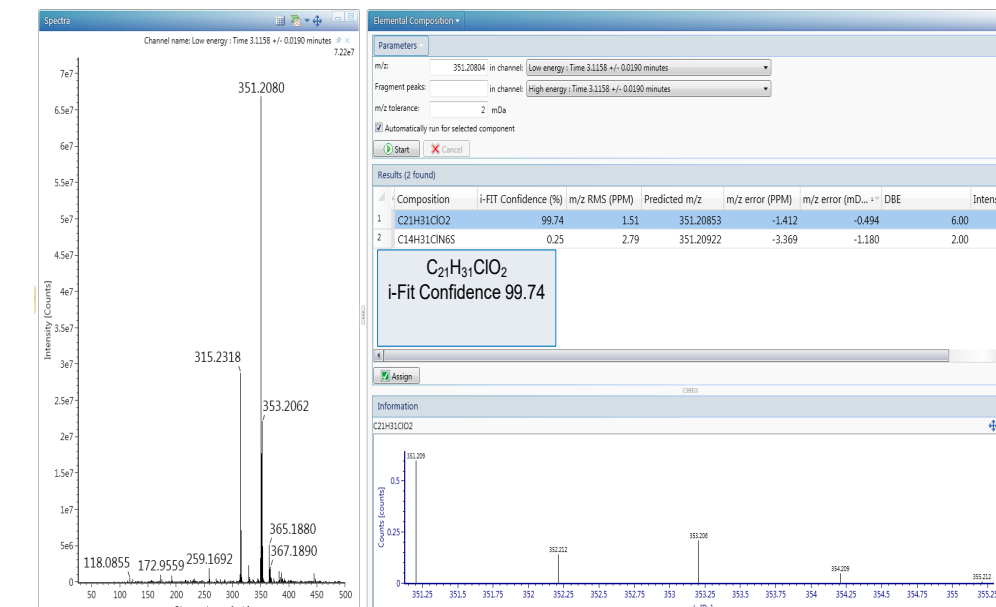 Spectra
Channel name: Low energy : Time 3.1158 +/- 0.0190 minutes
7.22e7
7e7
6.5e7
6e7
5.5e7
5e7
4.5e7
4e7
3.5e7
3e7
2.5e7
2e7
1.5e7
1e7
5e6
0
Intensity [Counts]
351.2080
315.2318
353.2062
365.1880
367.1890
118.0855
172.9559
259.1692
50 100 150 200 250 300 350 400 450 500
Elemental Composition
Parameters
m/z: 351.20804 in channel: Low energy : Time 3.1158 +/- 0.0190 minutes
Fragment peaks: in channel: High energy : Time 3.1158 +/- 0.0190 minutes
m/z tolerance: 2 mDa
Automatically run for selected component
Start Cancel
Results (2 found)
Composition i-FIT Confidence (%) m/z RMS (PPM) Predicted m/z m/z error (PPM) m/z error (mD... DBE Intens
1 C21H31ClO2 99.74 1.51 351.20853 -1.412 -0.494 6.00
2 C14H31ClN6S 0.25 2.79 351.20922 -3.369 -1.180 2.00
C₂₁H₃₁ClO₂
i-Fit Confidence 99.74
Assign
Information
C21H31ClO2
Counts [counts]
0.5
0.25
0
351.209
352.212
353.206
354.209
355.212
351.25 351.5 351.75 352 352.25 352.5 352.75 353 353.25 353.5 353.75 354 354.25 354.5 354.75 355 355.25